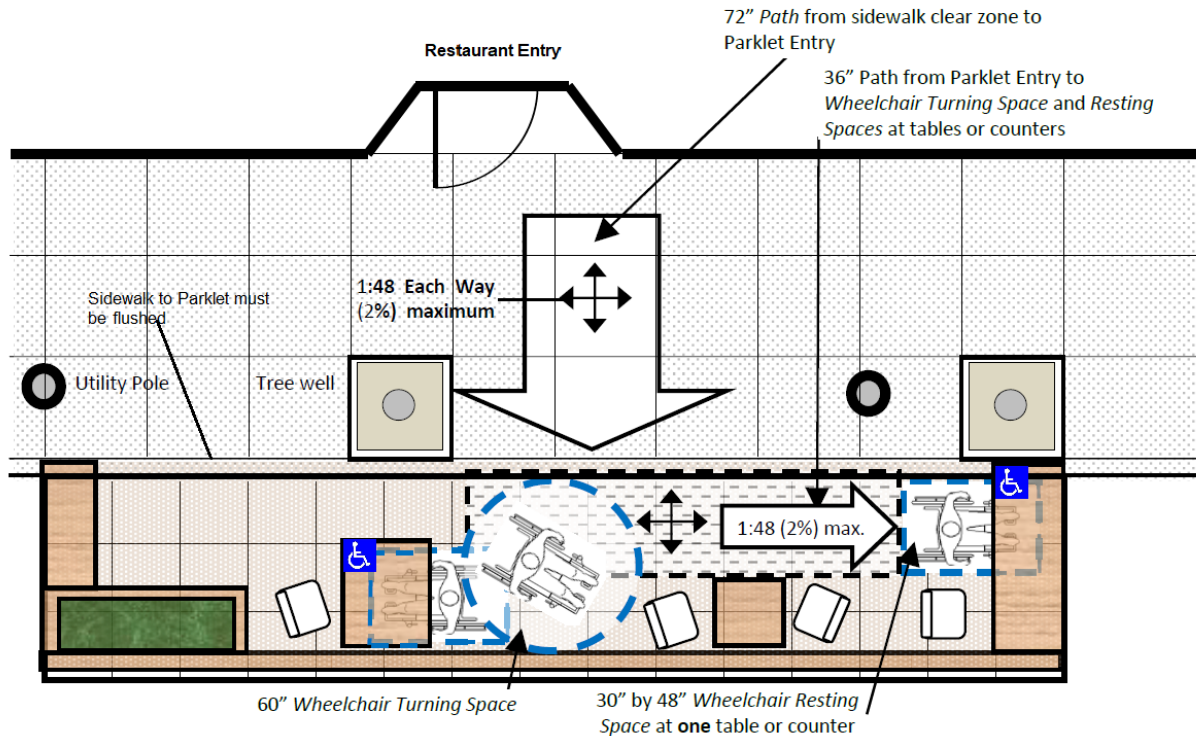 72” Path from sidewalk clear zone to
Parklet Entry
Restaurant Entry
36” Path from Parklet Entry to
Wheelchair Turning Space and Resting
Spaces at tables or counters
1:48 Each Way
(2%) maximum
Sidewalk to Parklet must
be flushed
Utility Pole
Tree well
1:48 (2%) max.
60” Wheelchair Turning Space
30” by 48” Wheelchair Resting
Space at one table or counter